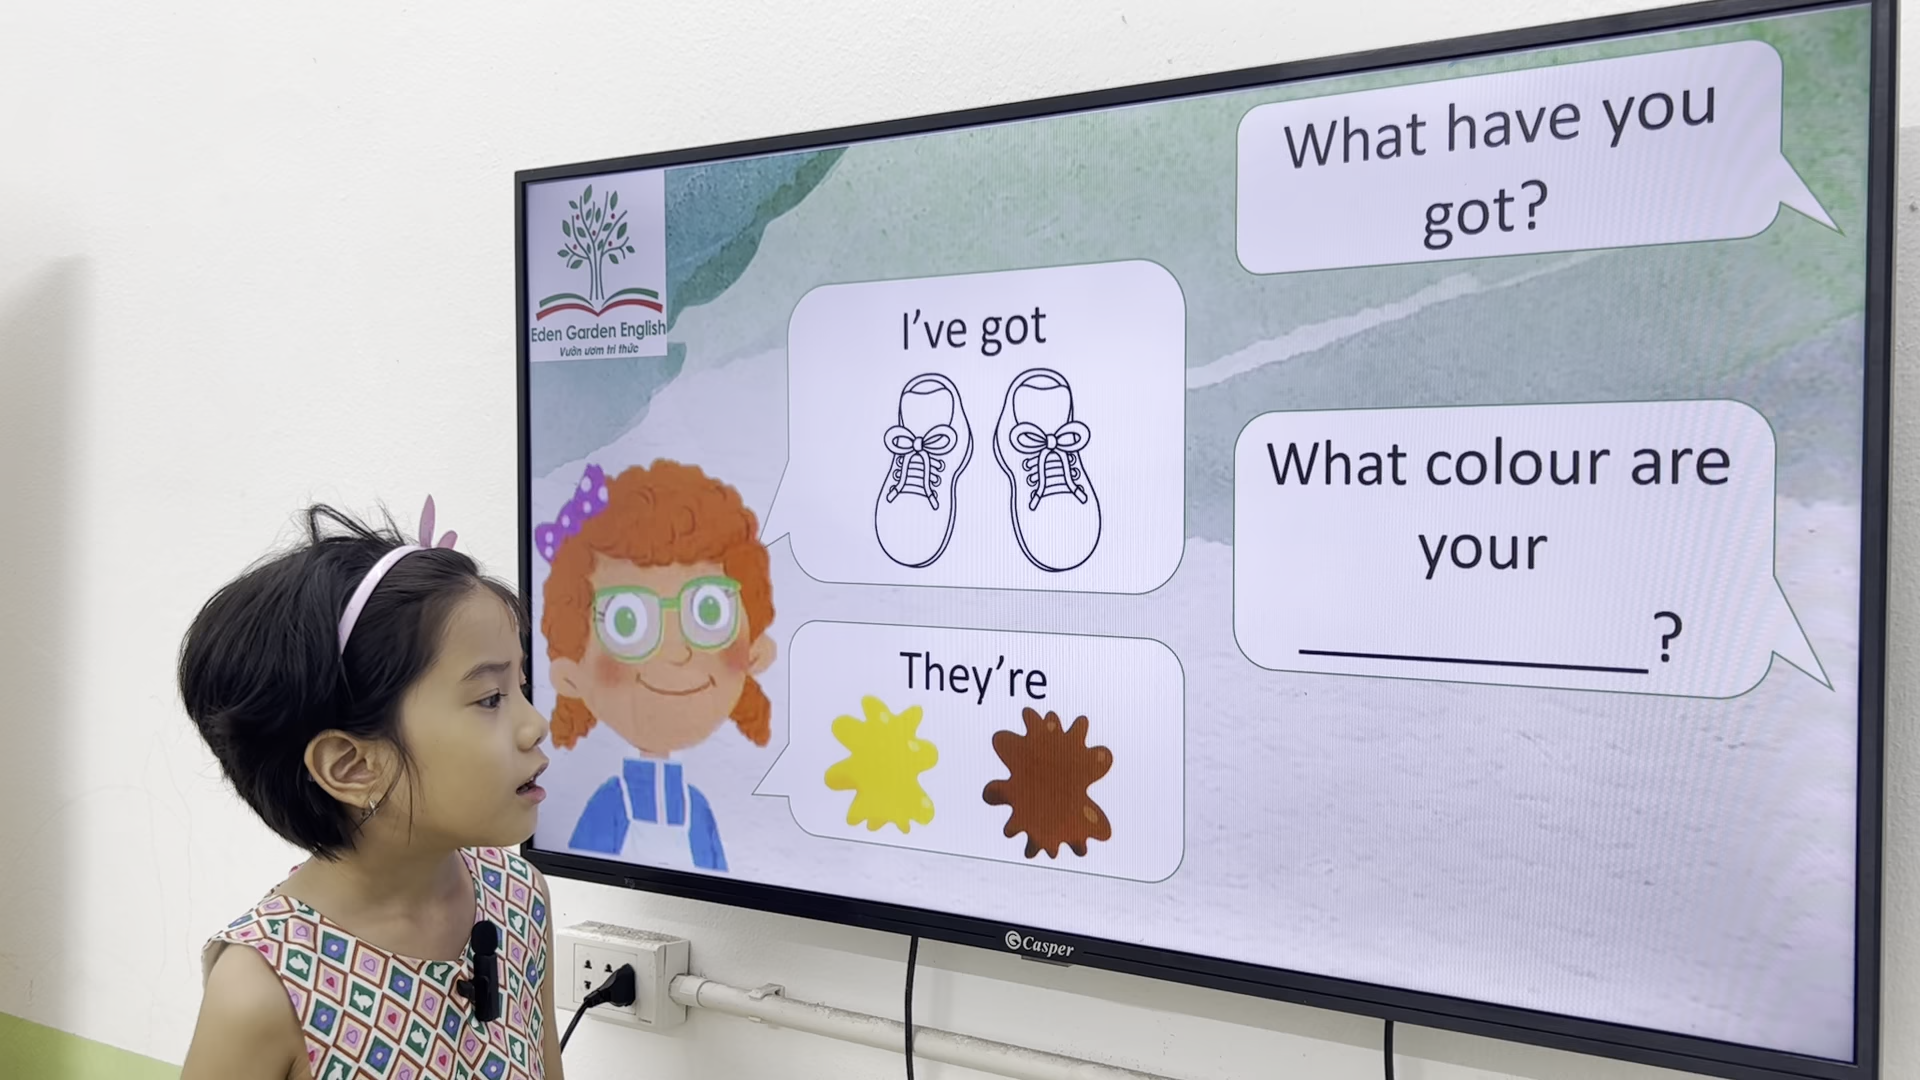 Eden Garden English
Vườn ươm tri thức
What have you
got?
I've got
What colour are
your
____________?
They're
Casper